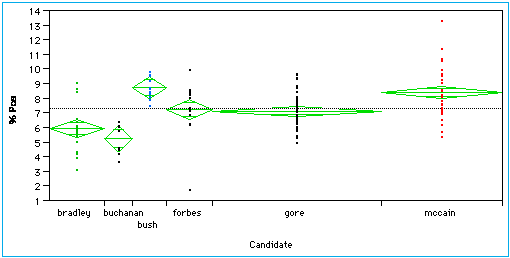 14
13
12
11
10
9
8
7
6
5
4
3
2
1
% Pos
bradley
buchanan
bush
forbes
gore
mccain
Candidate